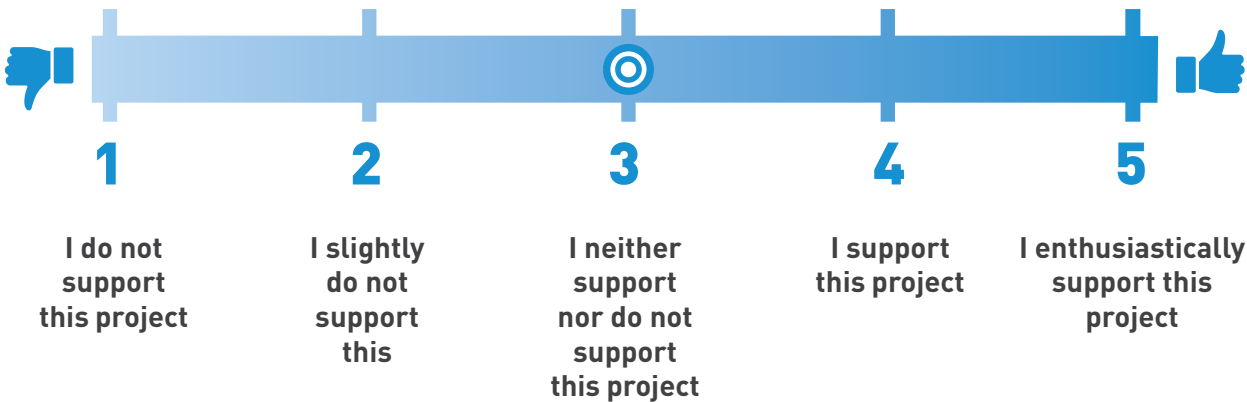 1
2
3
4
5
I do not
support
this project
I slightly
do not
support
this
I neither
support
nor do not
support
this project
I support
this project
I enthusiastically
support this
project